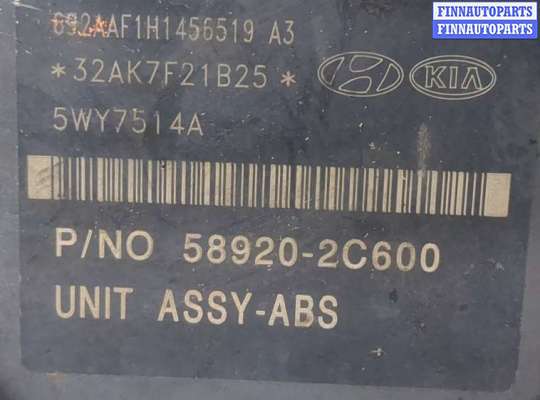 FINNAUTOPARTS
FINNAUTOPARTS
692AAF1H1456519 A3
*32AK7F21B25*
KIA
5WY7514A
P/NO 58920-2C600
UNIT ASSY-ABS